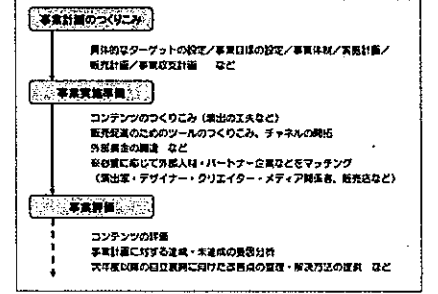 事業計画のつくりこみ
具体的なターゲットの設定/事業目標の設定/事業体制/実施計画/
販売計画/事業収支計画　など
事業実施準備
コンテンツのつくりこみ（演出の工夫など）
販売促進のためのツールのつくりこみ、チャネルの開拓
外部資金の調達　など
※必要に応じて外部人材・パートナー企業などをマッチング
（演出家・デザイナー・クリエイター・メディア関係者、販売店など）
事業評価
コンテンツの評価
事業計画に対する達成・未達成の要因分析
次年度以降の自立展開に向けた改善点の整理・解決方法の提案　など